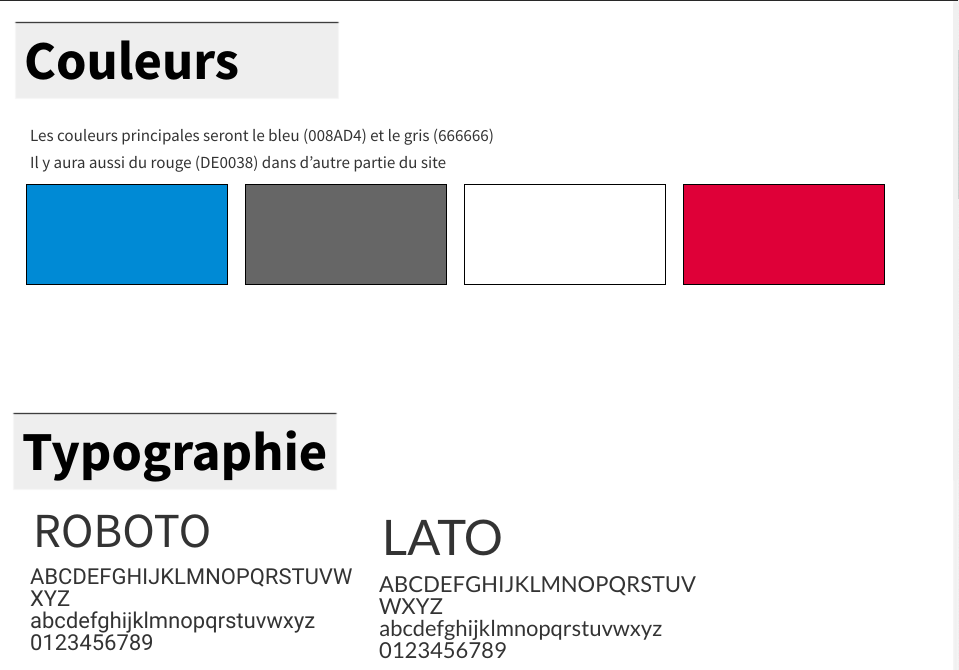 Couleurs
Les couleurs principales seront le bleu (008AD4) et le gris (666666)
Il y aura aussi du rouge (DE0038) dans d’autre partie du site
Typographie
ROBOTO
ABCDEFGHIJKLMNOPQRSTUVW
XYZ
abcdefghijklmnopqrstuvwxyz
0123456789
LATO
ABCDEFGHIJKLMNOPQRSTUV
WXYZ
abcdefghijklmnopqrstuvwxyz
0123456789